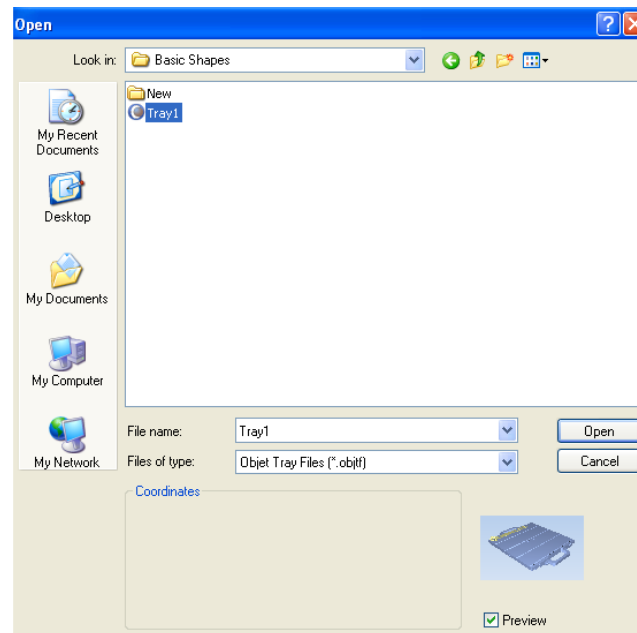 Open
Look in:
Basic Shapes
New
Tray1
My Recent
Documents
Desktop
My Documents
My Computer
My Network
File name:
Tray1
Open
Files of type:
Objet Tray Files (*.objtf)
Cancel
Coordinates
Preview